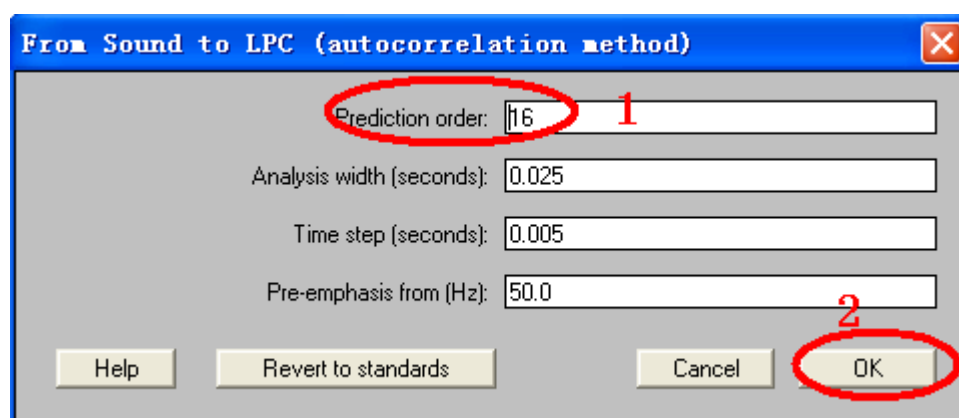 From Sound to LPC (autocorrelation method)
Prediction order: 16 1
Analysis width (seconds): 0.025
Time step (seconds): 0.005
Pre-emphasis from (Hz): 50.0
2
Help Revert to standards Cancel OK